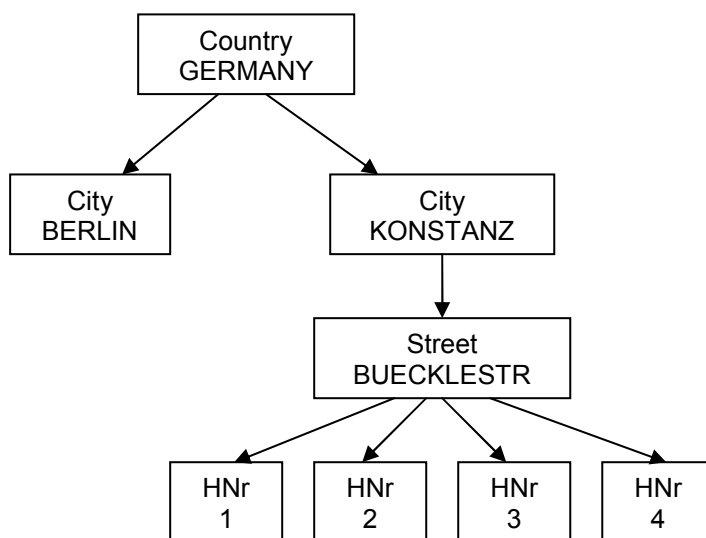 Country
GERMANY
City
BERLIN
City
KONSTANZ
Street
BUECKLESTR
HNr
1
HNr
2
HNr
3
HNr
4